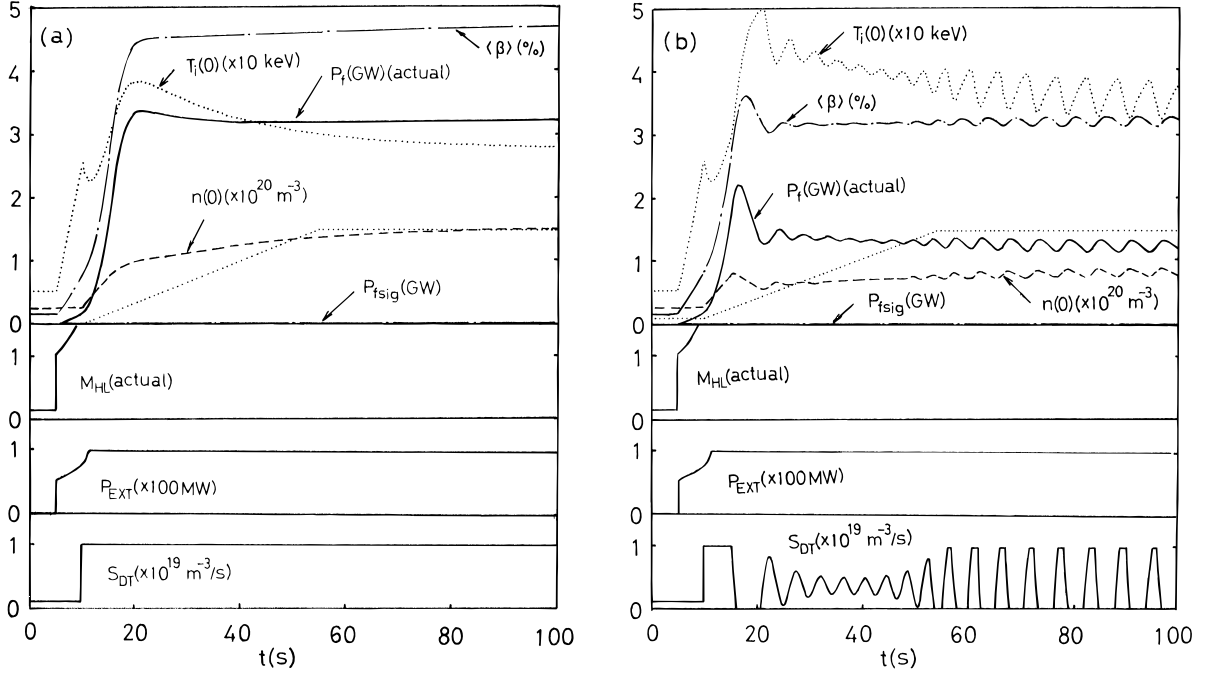 (a)
5
4
3
2
1
0
⟨β⟩(%)
Tᵢ(0)(×10 keV)
P_f(GW)(actual)
n(0)(×10²⁰ m⁻³)
P_fsig(GW)
1
0
M_HL(actual)
1
0
P_EXT(×100MW)
1
0
S_DT(×10¹⁹ m⁻³/s)
0 20 40 60 80 100
t(s)
(b)
5
4
3
2
1
0
Tᵢ(0)(×10 keV)
⟨β⟩(%)
P_f(GW)(actual)
P_fsig(GW)
n(0)(×10²⁰ m⁻³)
1
0
M_HL(actual)
1
0
P_EXT(×100MW)
1
0
S_DT(×10¹⁹ m⁻³/s)
0 20 40 60 80 100
t(s)